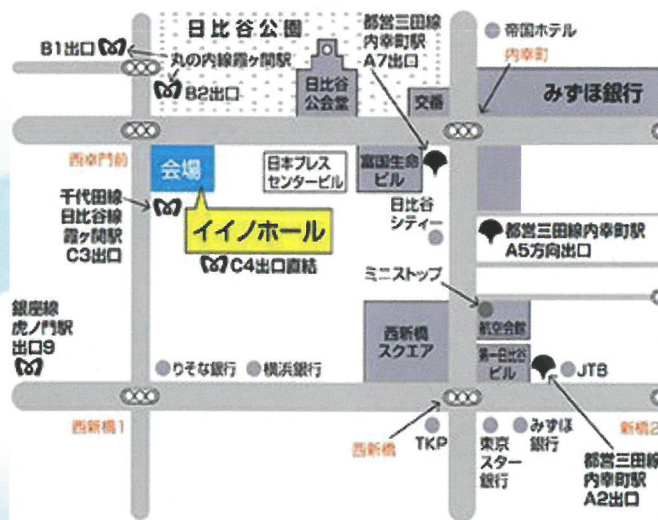 日比谷公園
B1出口
丸の内線霞ヶ関駅
B2出口
日比谷
公会堂
都営三田線
内幸町駅
A7出口
交番
帝国ホテル
内幸町
みずほ銀行
西幸門前
会場
イイノホール
C4出口直結
日本プレス
センタービル
富国生命
ビル
日比谷
シティー
千代田線
日比谷線
霞ヶ関駅
C3出口
都営三田線内幸町駅
A5方向出口
ミニストップ
航空会館
西新橋
スクエア
第一日比谷
ビル
JTB
銀座線
虎ノ門駅
出口9
りそな銀行
横浜銀行
西新橋1
西新橋
TKP
東京
スター
銀行
みずほ
銀行
新橋2
都営三田線
内幸町駅
A2出口